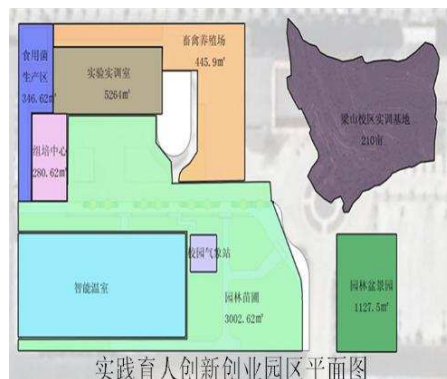 食用菌
生产区
346.62㎡
实验实训室
5264㎡
畜禽养殖场
445.9㎡
梁山校区实训基地
210亩
组培中心
280.62㎡
校园气象站
智能温室
园林苗圃
3002.62㎡
园林盆景园
1127.5㎡
实践育人创新创业园区平面图